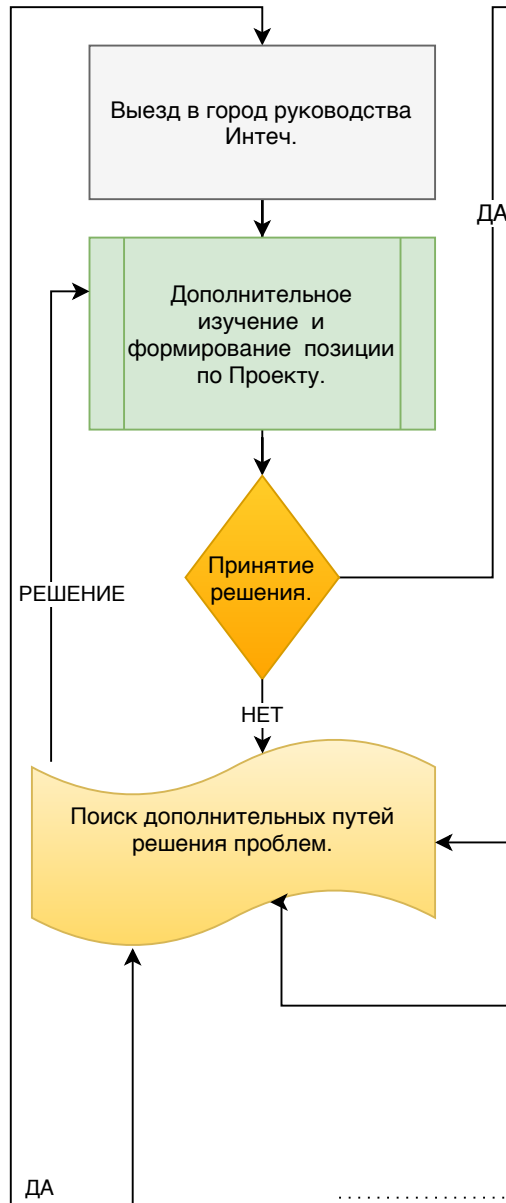 Выезд в город руководства
Интеч.
ДА
Дополнительное
изучение и
формирование позиции
по Проекту.
Принятие
решения.
РЕШЕНИЕ
НЕТ
Поиск дополнительных путей
решения проблем.
ДА